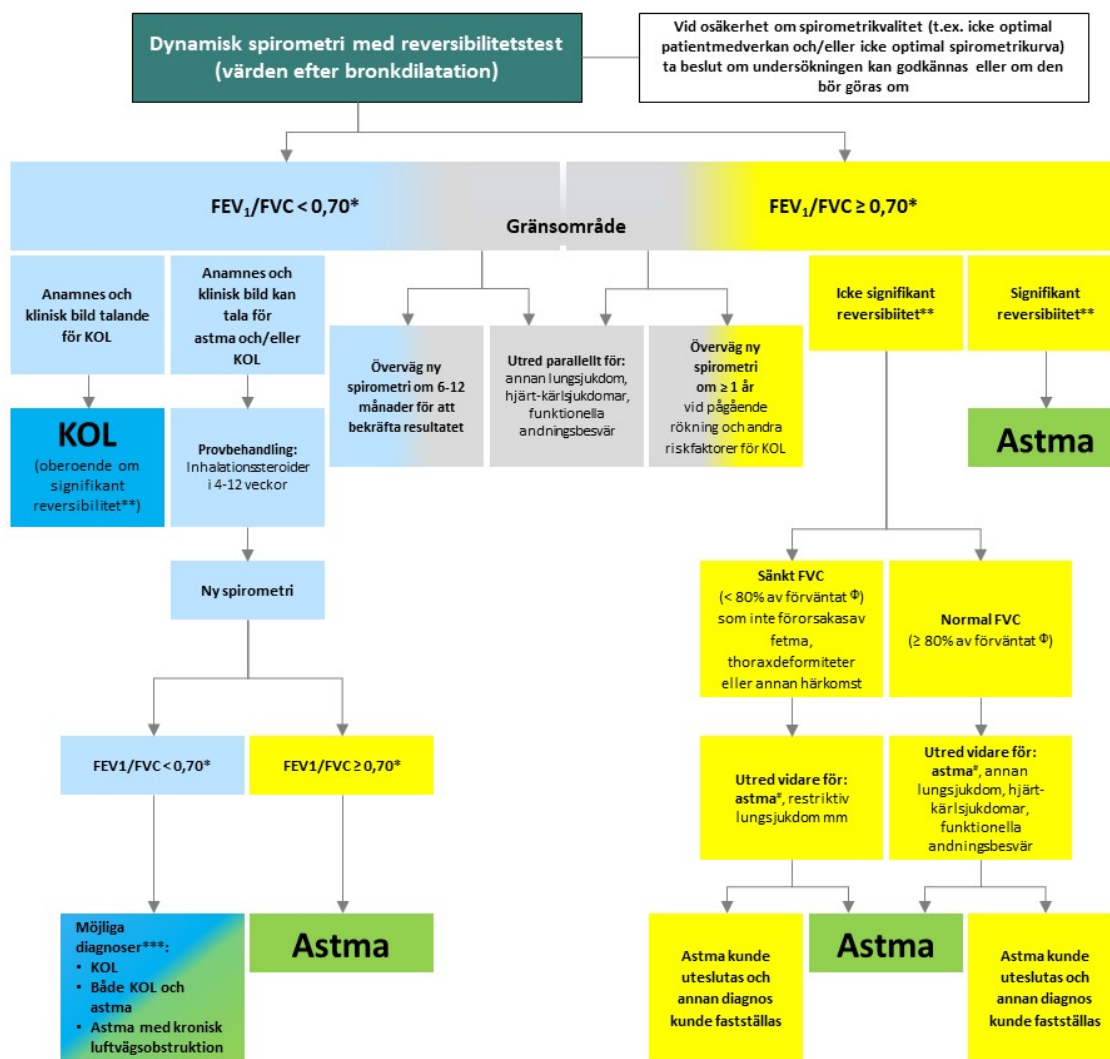 Dynamisk spirometri med reversibilitetstest
(värden efter bronkdilatation)
Vid osäkerhet om spirometrikvalitet (t.ex. icke optimal
patientmedverkan och/eller icke optimal spirometrikurva)
ta beslut om undersökningen kan godkännas eller om den
bör göras om
FEV₁/FVC < 0,70*
Gränsområde
FEV₁/FVC ≥ 0,70*
Anamnes och
klinisk bild talande
för KOL
Anamnes och
klinisk bild kan
tala för
astma och/eller
KOL
Överväg ny
spirometri om 6-12
månader för att
bekräfta resultatet
Utred parallellt för:
annan lungsjukdom,
hjärt-kärlsjukdomar,
funktionella
andningsbesvär
Överväg ny
spirometri
om ≥ 1 år
vid pågående
rökning och andra
riskfaktorer för KOL
Icke signifikant
reversibiitet**
Signifikant
reversibiitet**
KOL
(oberoende om
signifikant
reversibilitet**)
Provbehandling:
Inhalationssteroider
i 4-12 veckor
Astma
Ny spirometri
Sänkt FVC
(< 80% av förväntat Φ)
som inte förorsakas av
fetma,
thoraxdeformiteter
eller annan härkomst
Normal FVC
(≥ 80% av förväntat Φ)
FEV1/FVC < 0,70*
FEV1/FVC ≥ 0,70*
Utred vidare för:
astma#, restriktiv
lungsjukdom mm
Utred vidare för:
astma#, annan
lungsjukdom, hjärt-
kärlsjukdomar,
funktionella
andningsbesvär
Möjliga
diagnoser***:
• KOL
• Både KOL och
astma
• Astma med kronisk
luftvägsobstruktion
Astma
Astma kunde
uteslutas och
annan diagnos
kunde fastställas
Astma
Astma kunde
uteslutas och
annan diagnos
kunde fastställas